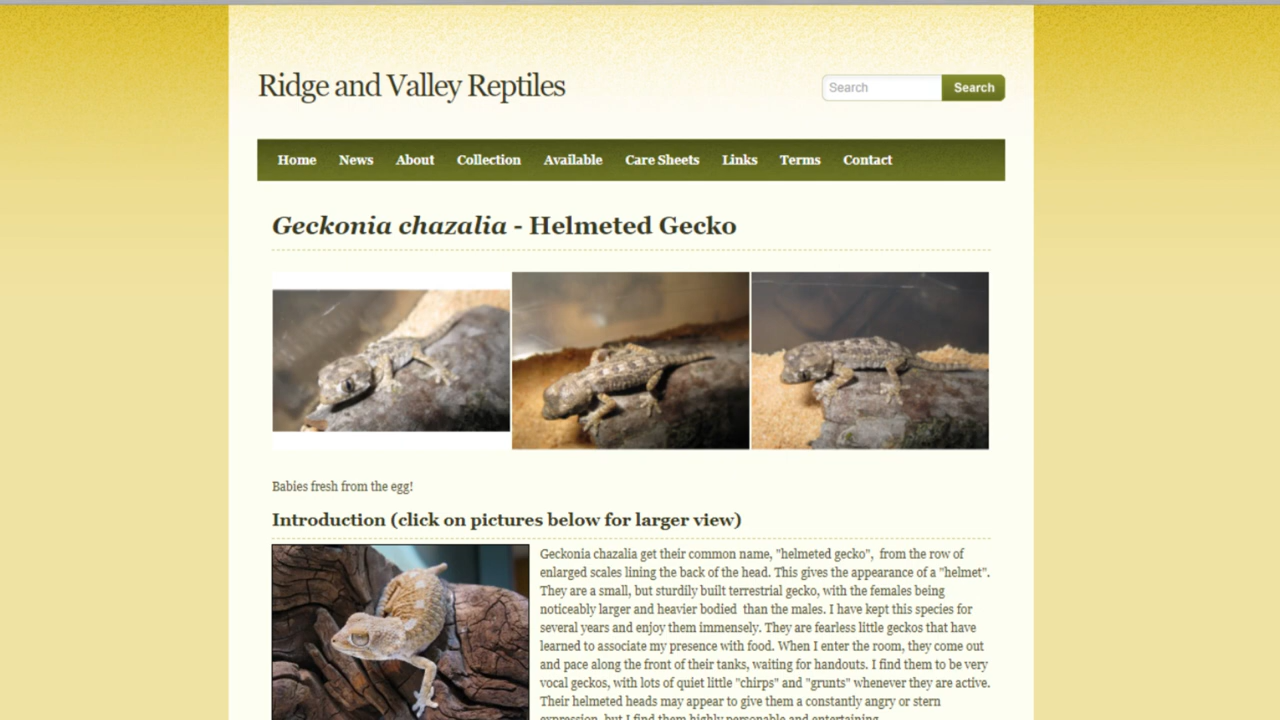 Ridge and Valley Reptiles
Search
Search
Home News About Collection Available Care Sheets Links Terms Contact
Geckonia chazalia - Helmeted Gecko
Babies fresh from the egg!
Introduction (click on pictures below for larger view)
Geckonia chazalia get their common name, "helmeted gecko", from the row of
enlarged scales lining the back of the head. This gives the appearance of a "helmet".
They are a small, but sturdily built terrestrial gecko, with the females being
noticeably larger and heavier bodied than the males. I have kept this species for
several years and enjoy them immensely. They are fearless little geckos that have
learned to associate my presence with food. When I enter the room, they come out
and pace along the front of their tanks, waiting for handouts. I find them to be very
vocal geckos, with lots of quiet little "chirps" and "grunts" whenever they are active.
Their helmeted heads may appear to give them a constantly angry or stern
expression, but I find them highly personable and entertaining.